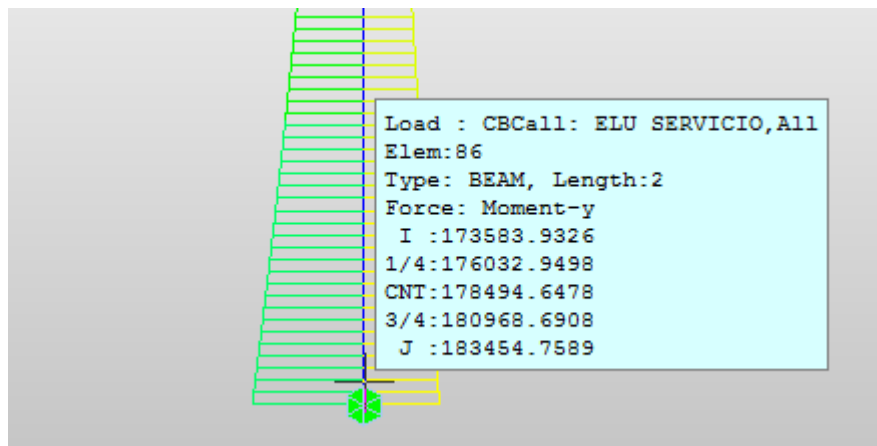 Load : CBCall: ELU SERVICIO,All
Elem:86
Type: BEAM, Length:2
Force: Moment-y
I :173583.9326
1/4:176032.9498
CNT:178494.6478
3/4:180968.6908
J :183454.7589